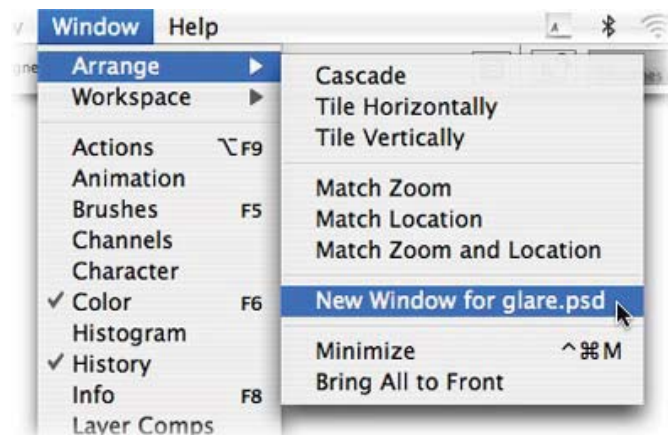 Window Help
Arrange
Workspace
Actions ⌥F9
Animation
Brushes F5
Channels
Character
✓ Color F6
Histogram
✓ History
Info F8
Layer Comps
Cascade
Tile Horizontally
Tile Vertically
Match Zoom
Match Location
Match Zoom and Location
New Window for glare.psd
Minimize ^⌘M
Bring All to Front